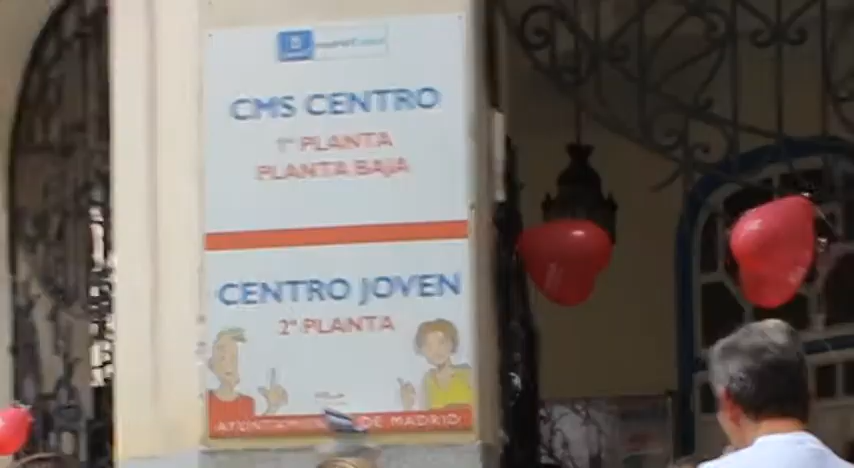 CMS CENTRO
1ª PLANTA
PLANTA BAJA
CENTRO JOVEN
2ª PLANTA
AYUNTAMIENTO DE MADRID